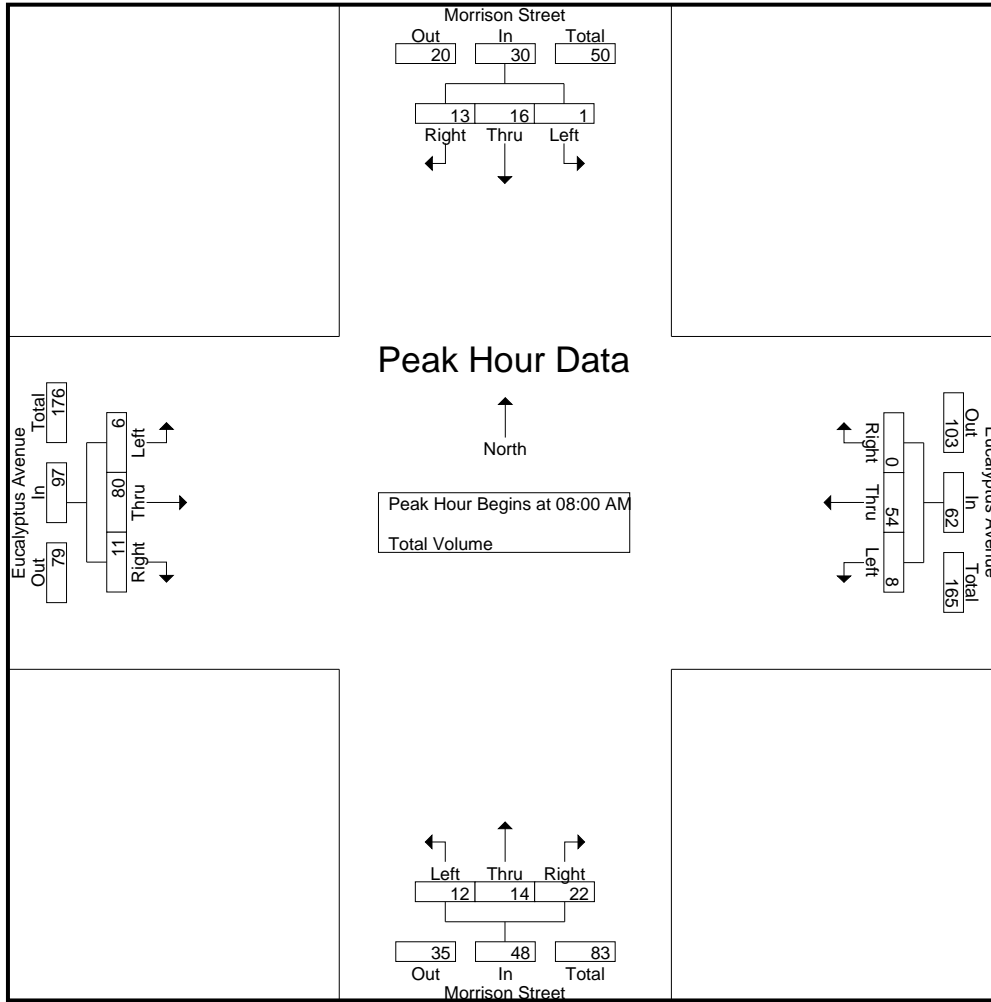 Morrison Street
Out In Total
20 30 50
13 16 1
Right Thru Left
Peak Hour Data
North
Peak Hour Begins at 08:00 AM
Total Volume
Eucalyptus Avenue
Out In Total
79 97 176
11 80 6
Right Thru Left
Eucalyptus Avenue
Out In Total
103 62 165
0 54 8
Right Thru Left
Left Thru Right
12 14 22
35 48 83
Out In Total
Morrison Street